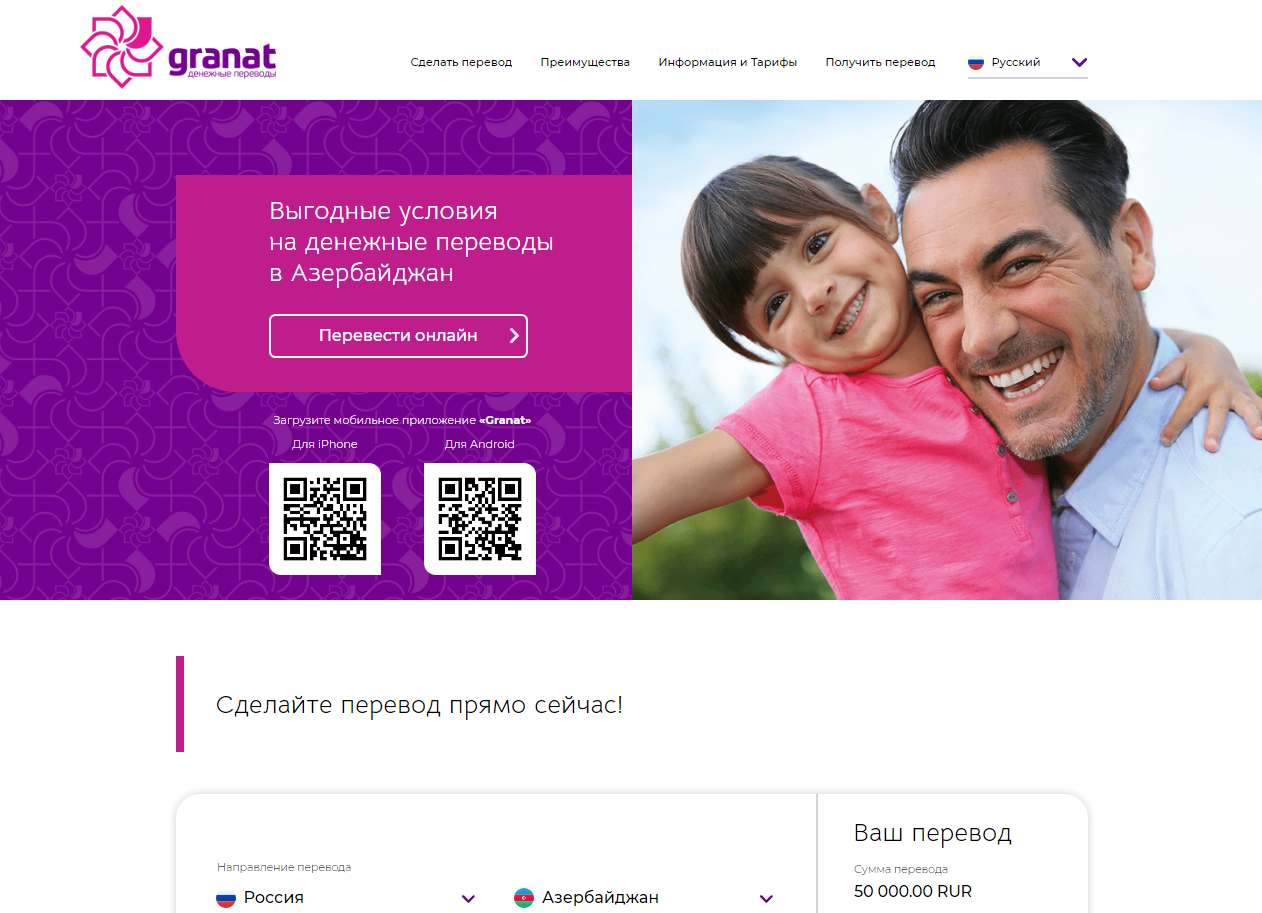 granat
денежные переводы
Сделать перевод
Преимущества
Информация и Тарифы
Получить перевод
Русский
Выгодные условия
на денежные переводы
в Азербайджан
Перевести онлайн
Загрузите мобильное приложение «Granat»
Для iPhone
Для Android
Сделайте перевод прямо сейчас!
Направление перевода
Россия
Азербайджан
Ваш перевод
Сумма перевода
50 000.00 RUR